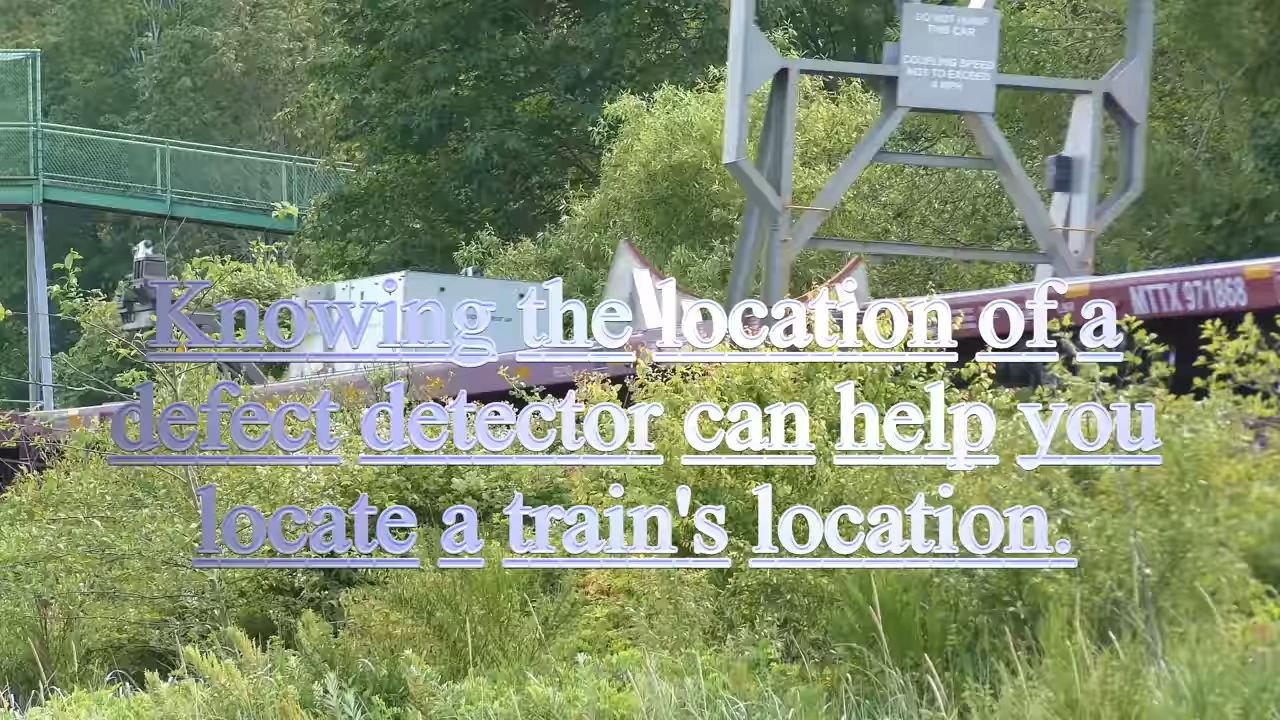 DO NOT HUMP
THIS CAR
COUPLING SPEED
NOT TO EXCEED
4 MPH
MTTX 971868
Knowing the location of a
defect detector can help you
locate a train's location.